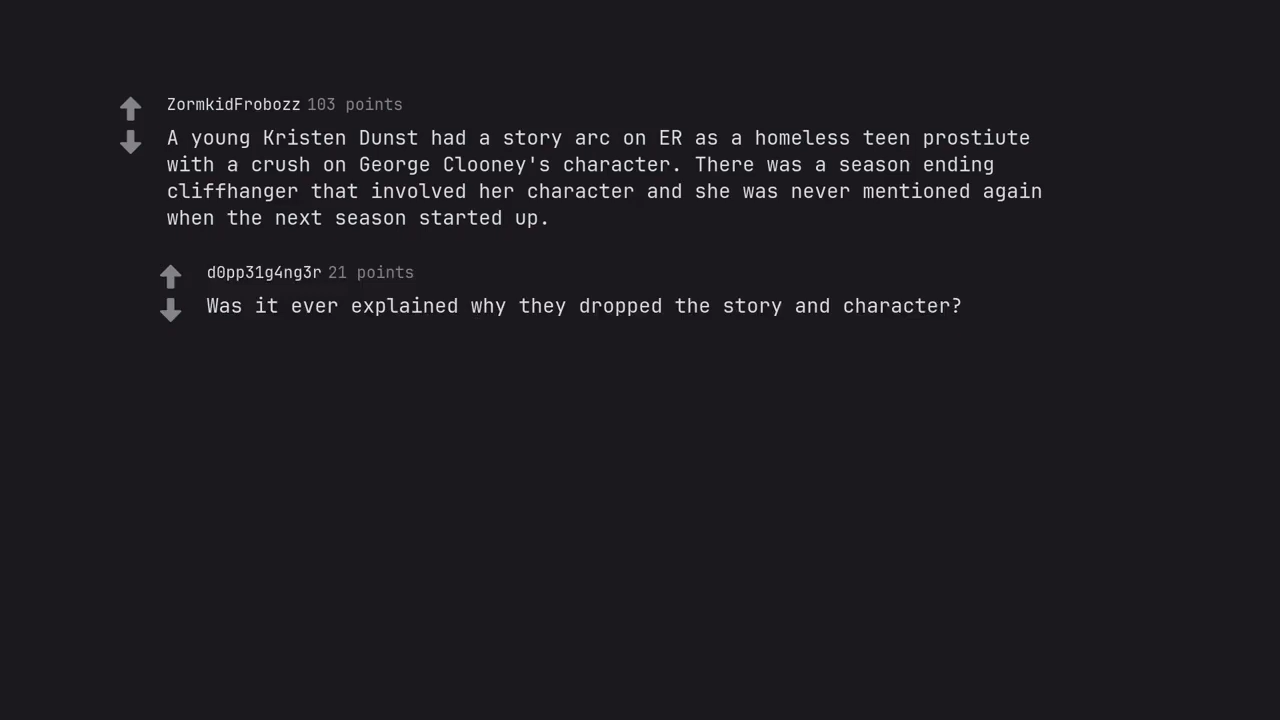 ZormkidFrobozz 103 points
A young Kristen Dunst had a story arc on ER as a homeless teen prostiute
with a crush on George Clooney's character. There was a season ending
cliffhanger that involved her character and she was never mentioned again
when the next season started up.
d0pp31g4ng3r 21 points
Was it ever explained why they dropped the story and character?